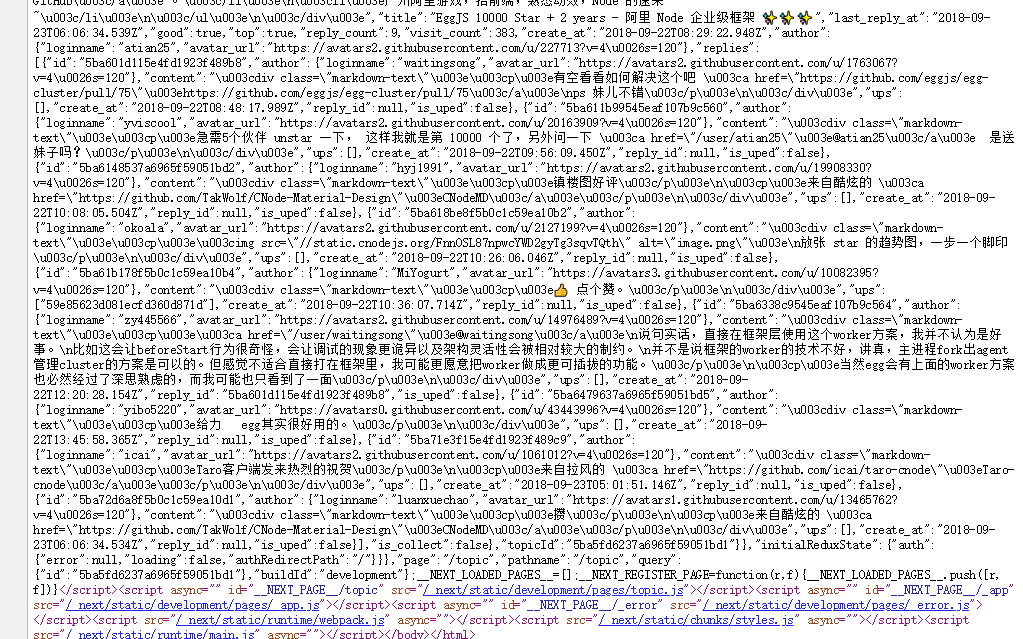 GitHub\u003c/a\u003e 。\u003c/li\u003e\n\u003cli\u003e广州阿里游戏，招前端，熟悉动效，Node 的速来
~\u003c/li\u003e\n\u003c/ul\u003e\n\u003c/div\u003e","title":"EggJS 10000 Star + 2 years - 阿里 Node 企业级框架 ✨✨✨","last_reply_at":"2018-09-
23T06:06:34.539Z","good":true,"top":true,"reply_count":9,"visit_count":383,"create_at":"2018-09-22T08:29:22.948Z","author":
{"loginname":"atian25","avatar_url":"https://avatars2.githubusercontent.com/u/227713?v=4\u0026s=120"},"replies":
[{"id":"5ba601d115e4fd1923f489b8","author":{"loginname":"waitingsong","avatar_url":"https://avatars2.githubusercontent.com/u/1763067?
v=4\u0026s=120"},"content":"\u003cdiv class=\"markdown-text\"\u003e\u003cp\u003e有空看看如何解决这个吧 \u003ca href=\"https://github.com/eggjs/egg-
cluster/pull/75\"\u003ehttps://github.com/eggjs/egg-cluster/pull/75\u003c/a\u003e\nps 妹儿不错\u003c/p\u003e\n\u003c/div\u003e","ups":
[],"create_at":"2018-09-22T08:48:17.989Z","reply_id":null,"is_uped":false},{"id":"5ba611b99545eaf107b9c560","author":
{"loginname":"yviscool","avatar_url":"https://avatars2.githubusercontent.com/u/20163909?v=4\u0026s=120"},"content":"\u003cdiv class=\"markdown-
text\"\u003e\u003cp\u003e急需5个伙伴 unstar 一下， 这样我就是第 10000 个了，另外问一下 \u003ca href=\"/user/atian25\"\u003e@atian25\u003c/a\u003e 是送
妹子吗？\u003c/p\u003e\n\u003c/div\u003e","ups":[],"create_at":"2018-09-22T09:56:09.450Z","reply_id":null,"is_uped":false},
{"id":"5ba6148537a6965f59051bd2","author":{"loginname":"hyj1991","avatar_url":"https://avatars2.githubusercontent.com/u/19908330?
v=4\u0026s=120"},"content":"\u003cdiv class=\"markdown-text\"\u003e\u003cp\u003e镇楼图好评\u003c/p\u003e\n\u003cp\u003e来自酷炫的 \u003ca
href=\"https://github.com/TakWolf/CNode-Material-Design\"\u003eCNodeMD\u003c/a\u003e\u003c/p\u003e\n\u003c/div\u003e","ups":[],"create_at":"2018-09-
22T10:08:05.504Z","reply_id":null,"is_uped":false},{"id":"5ba618be8f5b0c1c59ea10b2","author":
{"loginname":"okoala","avatar_url":"https://avatars2.githubusercontent.com/u/2127199?v=4\u0026s=120"},"content":"\u003cdiv class=\"markdown-
text\"\u003e\u003cp\u003e\u003cimg src=\"//static.cnodejs.org/FmnOSL87npwcYWD2gyTg3sqvTQth\" alt=\"image.png\"\u003e\n放张 star 的趋势图，一步一个脚印
\u003c/p\u003e\n\u003c/div\u003e","ups":[],"create_at":"2018-09-22T10:26:06.046Z","reply_id":null,"is_uped":false},
{"id":"5ba61b178f5b0c1c59ea10b4","author":{"loginname":"MiYogurt","avatar_url":"https://avatars3.githubusercontent.com/u/10082395?
v=4\u0026s=120"},"content":"\u003cdiv class=\"markdown-text\"\u003e\u003cp\u003e👍 点个赞。\u003c/p\u003e\n\u003c/div\u003e","ups":
["59e85623d081ecfd360d871d"],"create_at":"2018-09-22T10:36:07.714Z","reply_id":null,"is_uped":false},{"id":"5ba6338c9545eaf107b9c564","author":
{"loginname":"zy445566","avatar_url":"https://avatars2.githubusercontent.com/u/14976489?v=4\u0026s=120"},"content":"\u003cdiv class=\"markdown-
text\"\u003e\u003cp\u003e\u003ca href=\"/user/waitingsong\"\u003e@waitingsong\u003c/a\u003e\n说句实话，直接在框架层使用这个worker方案，我并不认为是好
事。\n比如这会让beforeStart行为很奇怪，会让调试的现象更诡异以及架构灵活性会被相对较大的制约。\n并不是说框架的worker的技术不好，讲真，主进程fork出agent
管理cluster的方案是可以的。但感觉不适合直接打在框架里，我可能更愿意把worker做成更可插拔的功能。\u003c/p\u003e\n\u003cp\u003e当然egg会有上面的worker方案
也必然经过了深思熟虑的，而我可能也只看到了一面\u003c/p\u003e\n\u003c/div\u003e","ups":[],"create_at":"2018-09-
22T12:20:28.154Z","reply_id":"5ba601d115e4fd1923f489b8","is_uped":false},{"id":"5ba6479637a6965f59051bd5","author":
{"loginname":"yibo5220","avatar_url":"https://avatars0.githubusercontent.com/u/43443996?v=4\u0026s=120"},"content":"\u003cdiv class=\"markdown-
text\"\u003e\u003cp\u003e给力 egg其实很好用的。\u003c/p\u003e\n\u003c/div\u003e","ups":[],"create_at":"2018-09-
22T13:45:58.365Z","reply_id":null,"is_uped":false},{"id":"5ba71e3f15e4fd1923f489c9","author":
{"loginname":"icai","avatar_url":"https://avatars2.githubusercontent.com/u/1061012?v=4\u0026s=120"},"content":"\u003cdiv class=\"markdown-
text\"\u003e\u003cp\u003eTaro客户端发来热烈的祝贺\u003c/p\u003e\n\u003cp\u003e来自拉风的 \u003ca href=\"https://github.com/icai/taro-cnode\"\u003eTaro-
cnode\u003c/a\u003e\u003c/p\u003e\n\u003c/div\u003e","ups":[],"create_at":"2018-09-23T05:01:51.146Z","reply_id":null,"is_uped":false},
{"id":"5ba72d6a8f5b0c1c59ea10d1","author":{"loginname":"luanxuechao","avatar_url":"https://avatars1.githubusercontent.com/u/13465762?
v=4\u0026s=120"},"content":"\u003cdiv class=\"markdown-text\"\u003e\u003cp\u003e攒\u003c/p\u003e\n\u003cp\u003e来自酷炫的 \u003ca
href=\"https://github.com/TakWolf/CNode-Material-Design\"\u003eCNodeMD\u003c/a\u003e\u003c/p\u003e\n\u003c/div\u003e","ups":[],"create_at":"2018-09-
23T06:06:34.534Z","reply_id":null,"is_uped":false}],"is_collect":false},"topicId":"5ba5fd6237a6965f59051bd1"}},"initialReduxState":{"auth":
{"error":null,"loading":false,"authRedirectPath":"/"}}},"page":"/topic","pathname":"/topic","query":
{"id":"5ba5fd6237a6965f59051bd1"},"buildId":"development"};__NEXT_LOADED_PAGES__=[];__NEXT_REGISTER_PAGE=function(r,f){__NEXT_LOADED_PAGES__.push([r,
f])}</script><script async="" id="__NEXT_PAGE__/topic" src="/_next/static/development/pages/topic.js"></script><script async="" id="__NEXT_PAGE__/_app"
src="/_next/static/development/pages/_app.js"></script><script async="" id="__NEXT_PAGE__/_error" src="/_next/static/development/pages/_error.js">
</script><script src="/_next/static/runtime/webpack.js" async=""></script><script src="/_next/static/chunks/styles.js" async=""></script><script
src="/_next/static/runtime/main.js" async=""></script></body></html>